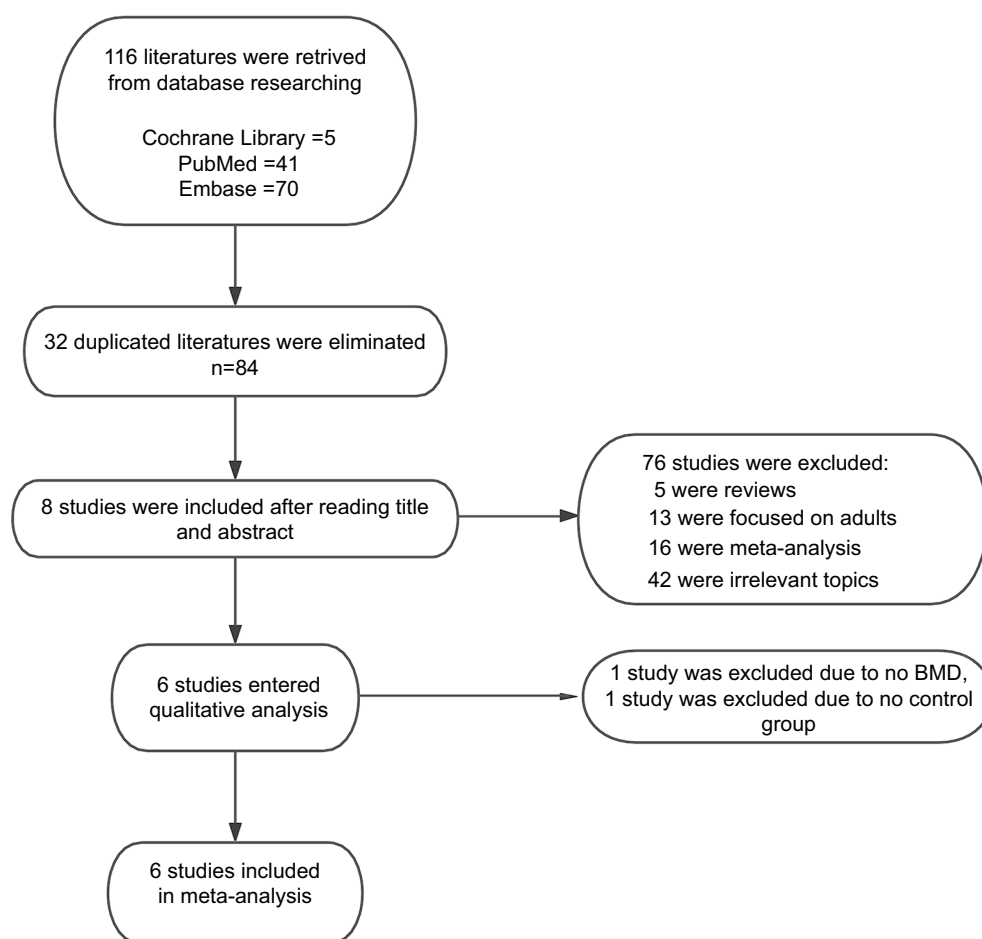 116 literatures were retrived
from database researching
Cochrane Library =5
PubMed =41
Embase =70
32 duplicated literatures were eliminated
n=84
8 studies were included after reading title
and abstract
76 studies were excluded:
5 were reviews
13 were focused on adults
16 were meta-analysis
42 were irrelevant topics
6 studies entered
qualitative analysis
1 study was excluded due to no BMD,
1 study was excluded due to no control
group
6 studies included
in meta-analysis